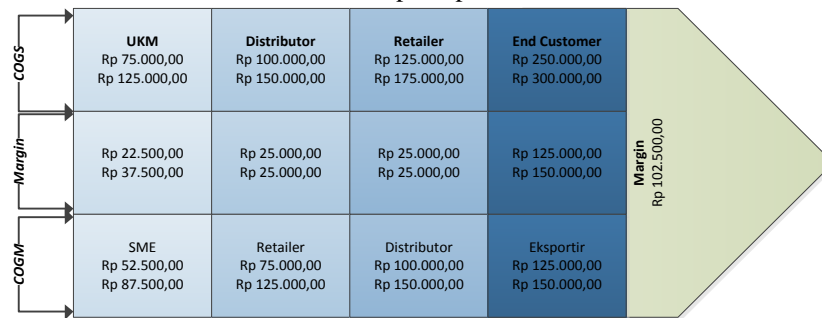 COGS
UKM
Rp 75.000,00
Rp 125.000,00
Distributor
Rp 100.000,00
Rp 150.000,00
Retailer
Rp 125.000,00
Rp 175.000,00
End Customer
Rp 250.000,00
Rp 300.000,00
Margin
Rp 22.500,00
Rp 37.500,00
Rp 25.000,00
Rp 25.000,00
Rp 25.000,00
Rp 25.000,00
Rp 125.000,00
Rp 150.000,00
COGM
SME
Rp 52.500,00
Rp 87.500,00
Retailer
Rp 75.000,00
Rp 125.000,00
Distributor
Rp 100.000,00
Rp 150.000,00
Eksportir
Rp 125.000,00
Rp 150.000,00
Margin
Rp 102.500,00